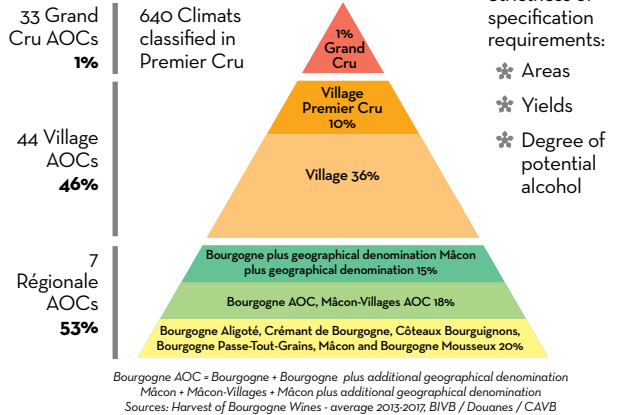 33 Grand
Cru AOCs
1%
640 Climats
classified in
Premier Cru
1%
Grand
Cru
specification
requirements:
Areas
Yields
Degree of
potential
alcohol
44 Village
AOCs
46%
Village
Premier Cru
10%
Village 36%
7
Régionale
AOCs
53%
Bourgogne plus geographical denomination Mâcon
plus geographical denomination 15%
Bourgogne AOC, Mâcon-Villages AOC 18%
Bourgogne Aligoté, Crémant de Bourgogne, Côteaux Bourguignons,
Bourgogne Passe-Tout-Grains, Mâcon and Bourgogne Mousseux 20%
Bourgogne AOC = Bourgogne + Bourgogne plus additional geographical denomination
Mâcon + Mâcon-Villages + Mâcon plus additional geographical denomination
Sources: Harvest of Bourgogne Wines - average 2013-2017, BIVB / Douanes / CAVB